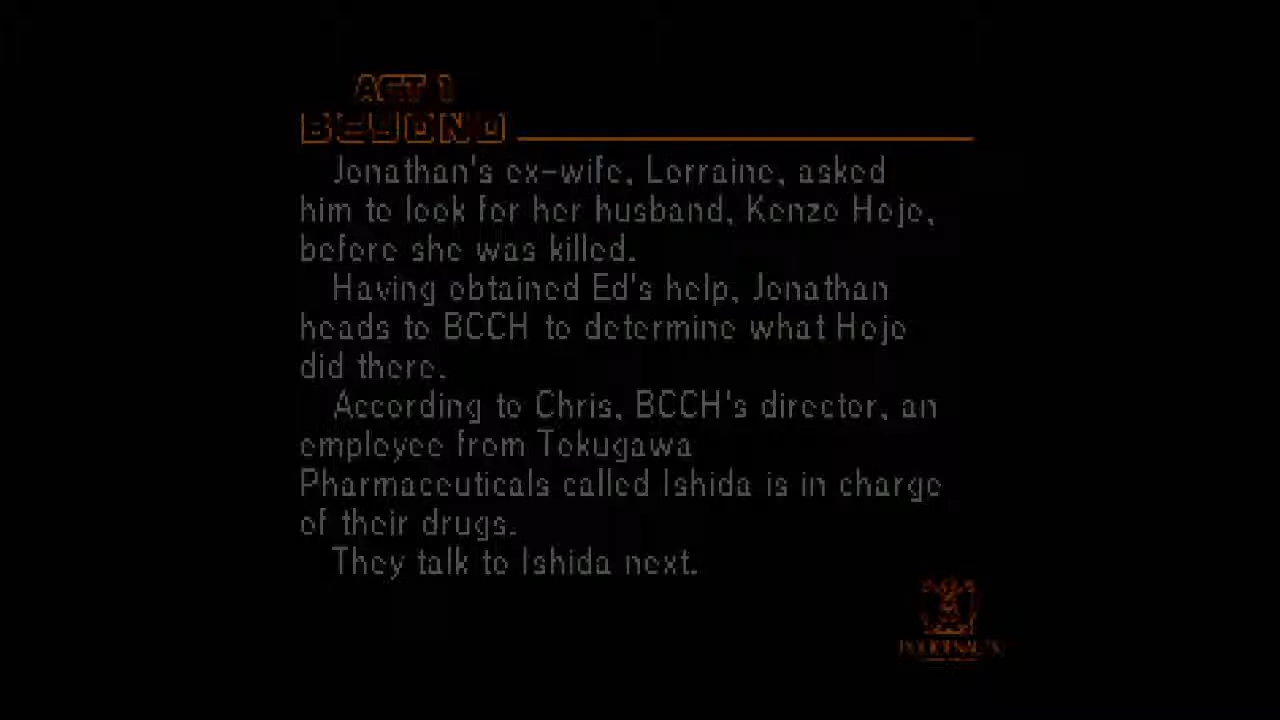 ACT 1
BEYOND
Jonathan's ex-wife, Lorraine, asked
him to look for her husband, Kenzo Hojo,
before she was killed.
Having obtained Ed's help, Jonathan
heads to BCCH to determine what Hojo
did there.
According to Chris, BCCH's director, an
employee from Tokugawa
Pharmaceuticals called Ishida is in charge
of their drugs.
They talk to Ishida next.
POLICENAUTS